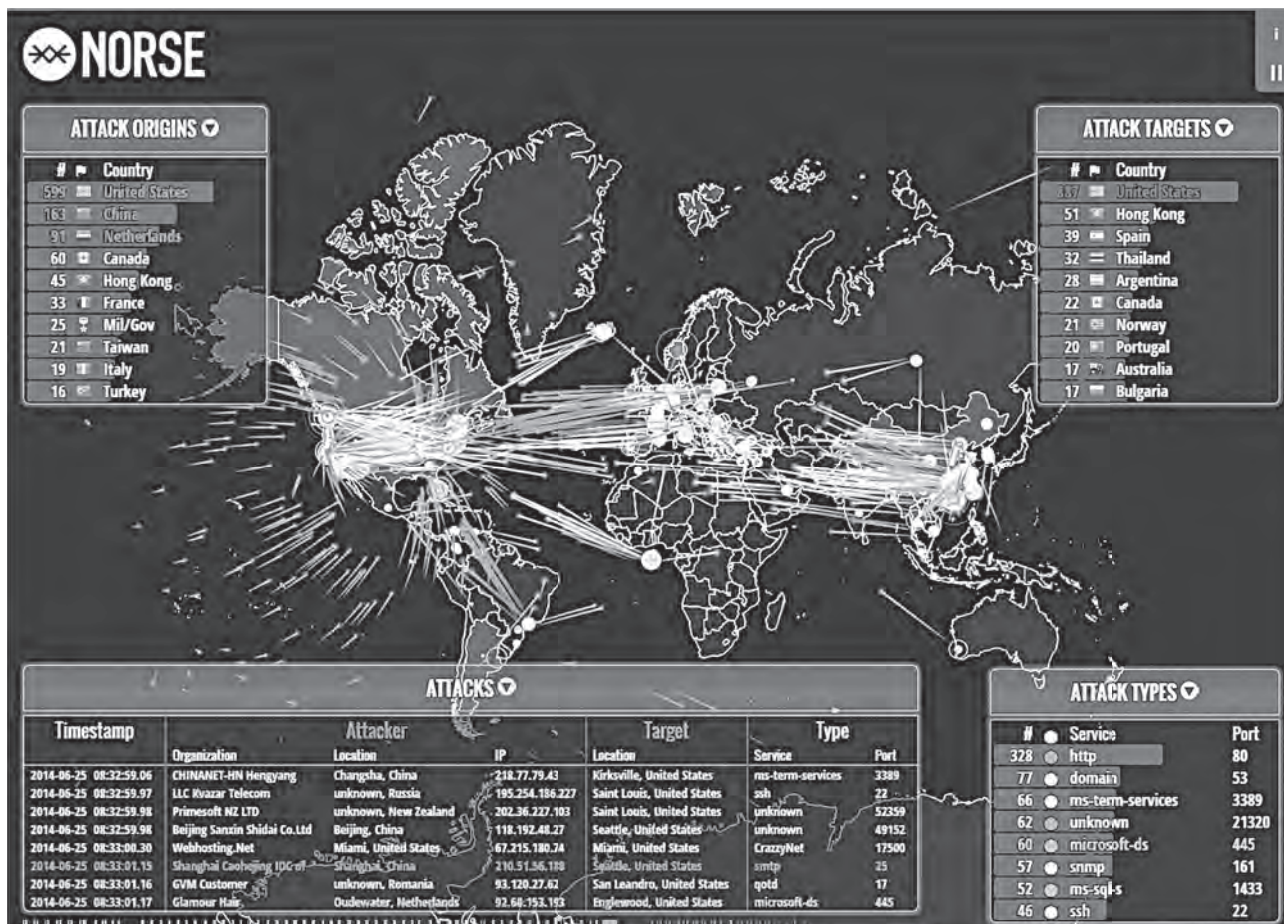 NORSE
i
ATTACK ORIGINS
# Country
599 United States
163 China
91 Netherlands
60 Canada
45 Hong Kong
33 France
25 Mil/Gov
21 Taiwan
19 Italy
16 Turkey
ATTACK TARGETS
# Country
887 United States
51 Hong Kong
39 Spain
32 Thailand
28 Argentina
22 Canada
21 Norway
20 Portugal
17 Australia
17 Bulgaria
ATTACKS
Timestamp Attacker Target Type
Organization Location IP Location Service Port
2014-06-25 08:32:59.06 CHINANET-HN Hengyang Changsha, China 218.77.79.43 Kirksville, United States ms-term-services 3389
2014-06-25 08:32:59.97 LLC Kvazar Telecom unknown, Russia 195.254.186.227 Saint Louis, United States ssh 22
2014-06-25 08:32:59.98 Primesoft NZ LTD unknown, New Zealand 202.36.227.103 Saint Louis, United States unknown 52359
2014-06-25 08:32:59.98 Beijing Sanxin Shidai Co.Ltd Beijing, China 118.192.48.27 Seattle, United States unknown 49152
2014-06-25 08:33:00.30 Webhosting.Net Miami, United States 67.215.180.74 Miami, United States CrazzyNet 17500
2014-06-25 08:33:01.15 Shanghai Caohejing IDC of Shanghai, China 210.51.56.188 Seattle, United States smtp 25
2014-06-25 08:33:01.16 GVM Customer unknown, Romania 93.120.27.62 San Leandro, United States qotd 17
2014-06-25 08:33:01.17 Glamour Hair Oudewater, Netherlands 92.60.153.193 Englewood, United States microsoft-ds 445
ATTACK TYPES
# Service Port
328 http 80
77 domain 53
66 ms-term-services 3389
62 unknown 21320
60 microsoft-ds 445
57 snmp 161
52 ms-sql-s 1433
46 ssh 22